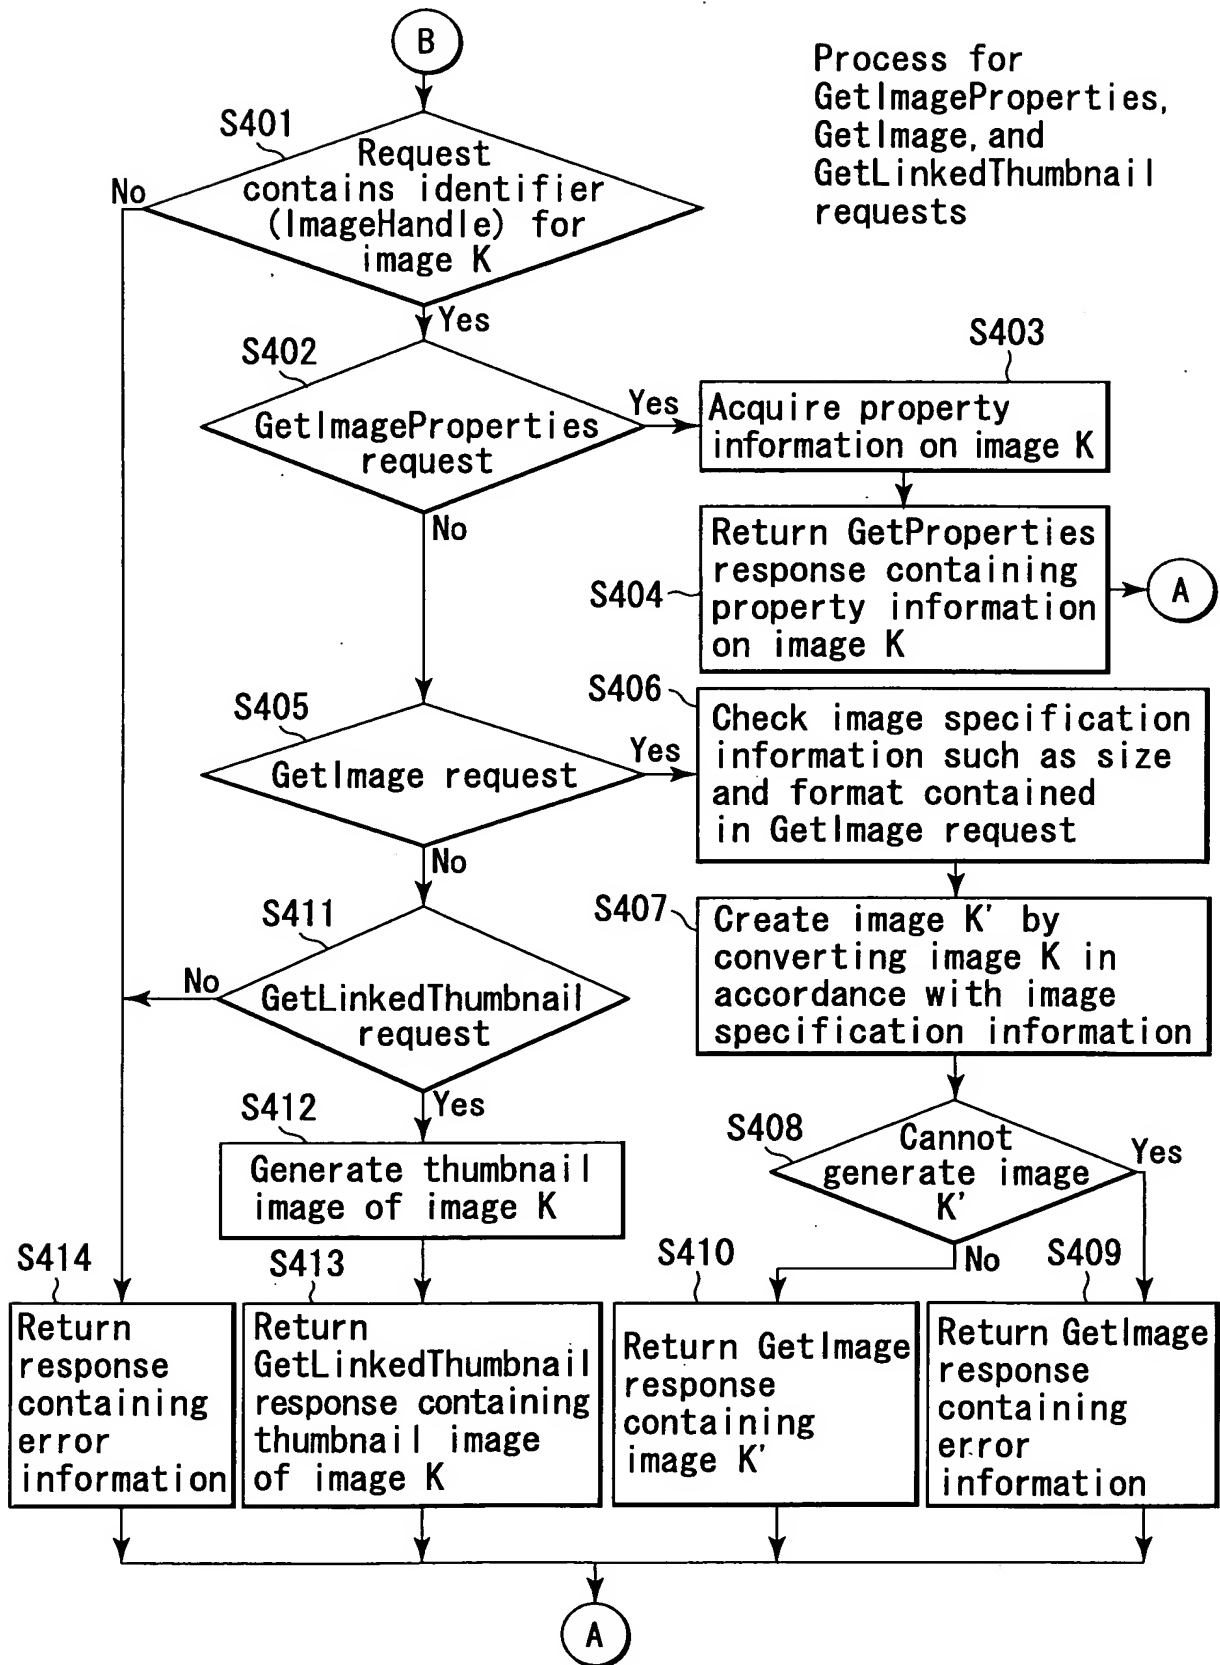 B
Process for
GetImageProperties,
GetImage, and
GetLinkedThumbnail
requests
S401
Request
contains identifier
(ImageHandle) for
image K
No
Yes
S402
GetImageProperties
request
Yes
No
S403
Acquire property
information on image K
S404
Return GetProperties
response containing
property information
on image K
A
S405
GetImage request
Yes
No
S406
Check image specification
information such as size
and format contained
in GetImage request
S407
Create image K' by
converting image K in
accordance with image
specification information
S411
GetLinkedThumbnail
request
No
Yes
S408
Cannot
generate image
K'
Yes
No
S412
Generate thumbnail
image of image K
S414
Return
response
containing
error
information
S413
Return
GetLinkedThumbnail
response containing
thumbnail image
of image K
S410
Return GetImage
response
containing
image K'
S409
Return GetImage
response
containing
error
information
A